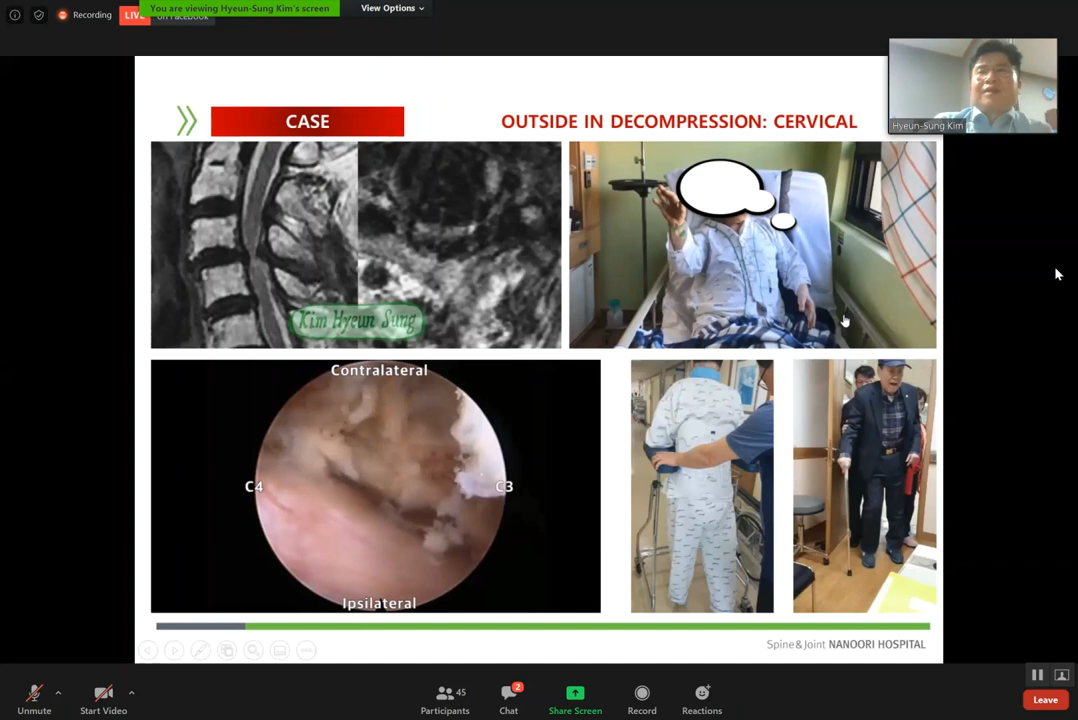 You are viewing Hyeun-Sung Kim's screen
View Options
Recording
LIVE
on Facebook
CASE
OUTSIDE IN DECOMPRESSION: CERVICAL
Hyeun-Sung Kim
Kim Hyeun Sung
Contralateral
C4
C3
Ipsilateral
Spine & Joint NANOORI HOSPITAL
Unmute
Start Video
45
Participants
2
Chat
Share Screen
Record
Reactions
Leave